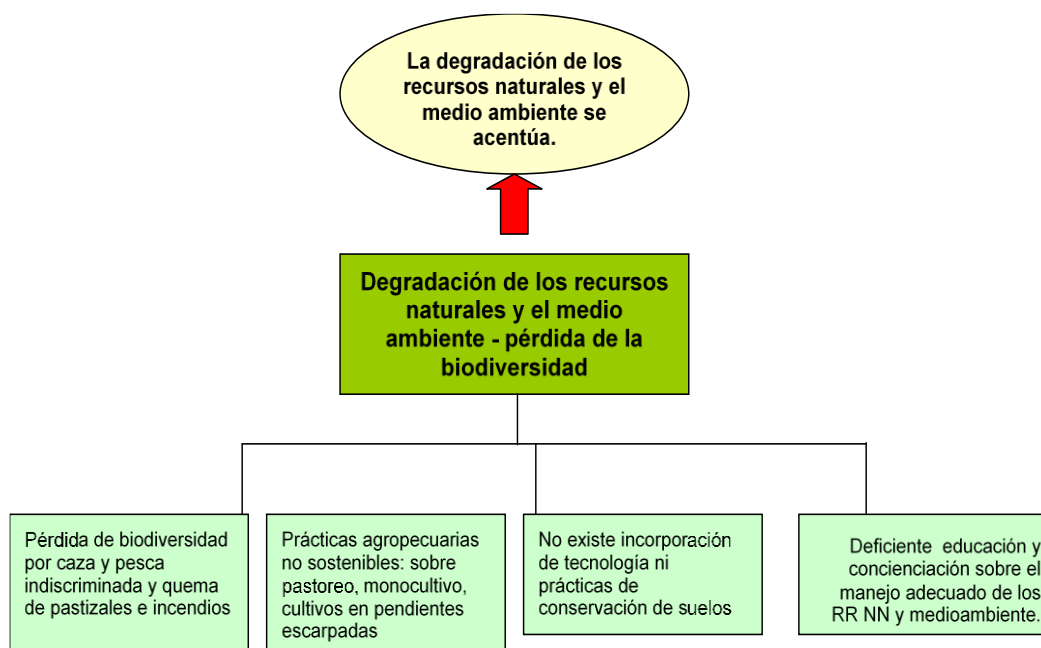 La degradación de los
recursos naturales y el
medio ambiente se
acentúa.
Degradación de los recursos
naturales y el medio
ambiente - pérdida de la
biodiversidad
Pérdida de biodiversidad
por caza y pesca
indiscriminada y quema
de pastizales e incendios
Prácticas agropecuarias
no sostenibles: sobre
pastoreo, monocultivo,
cultivos en pendientes
escarpadas
No existe incorporación
de tecnología ni
prácticas de
conservación de suelos
Deficiente educación y
concienciación sobre el
manejo adecuado de los
RR NN y medioambiente.